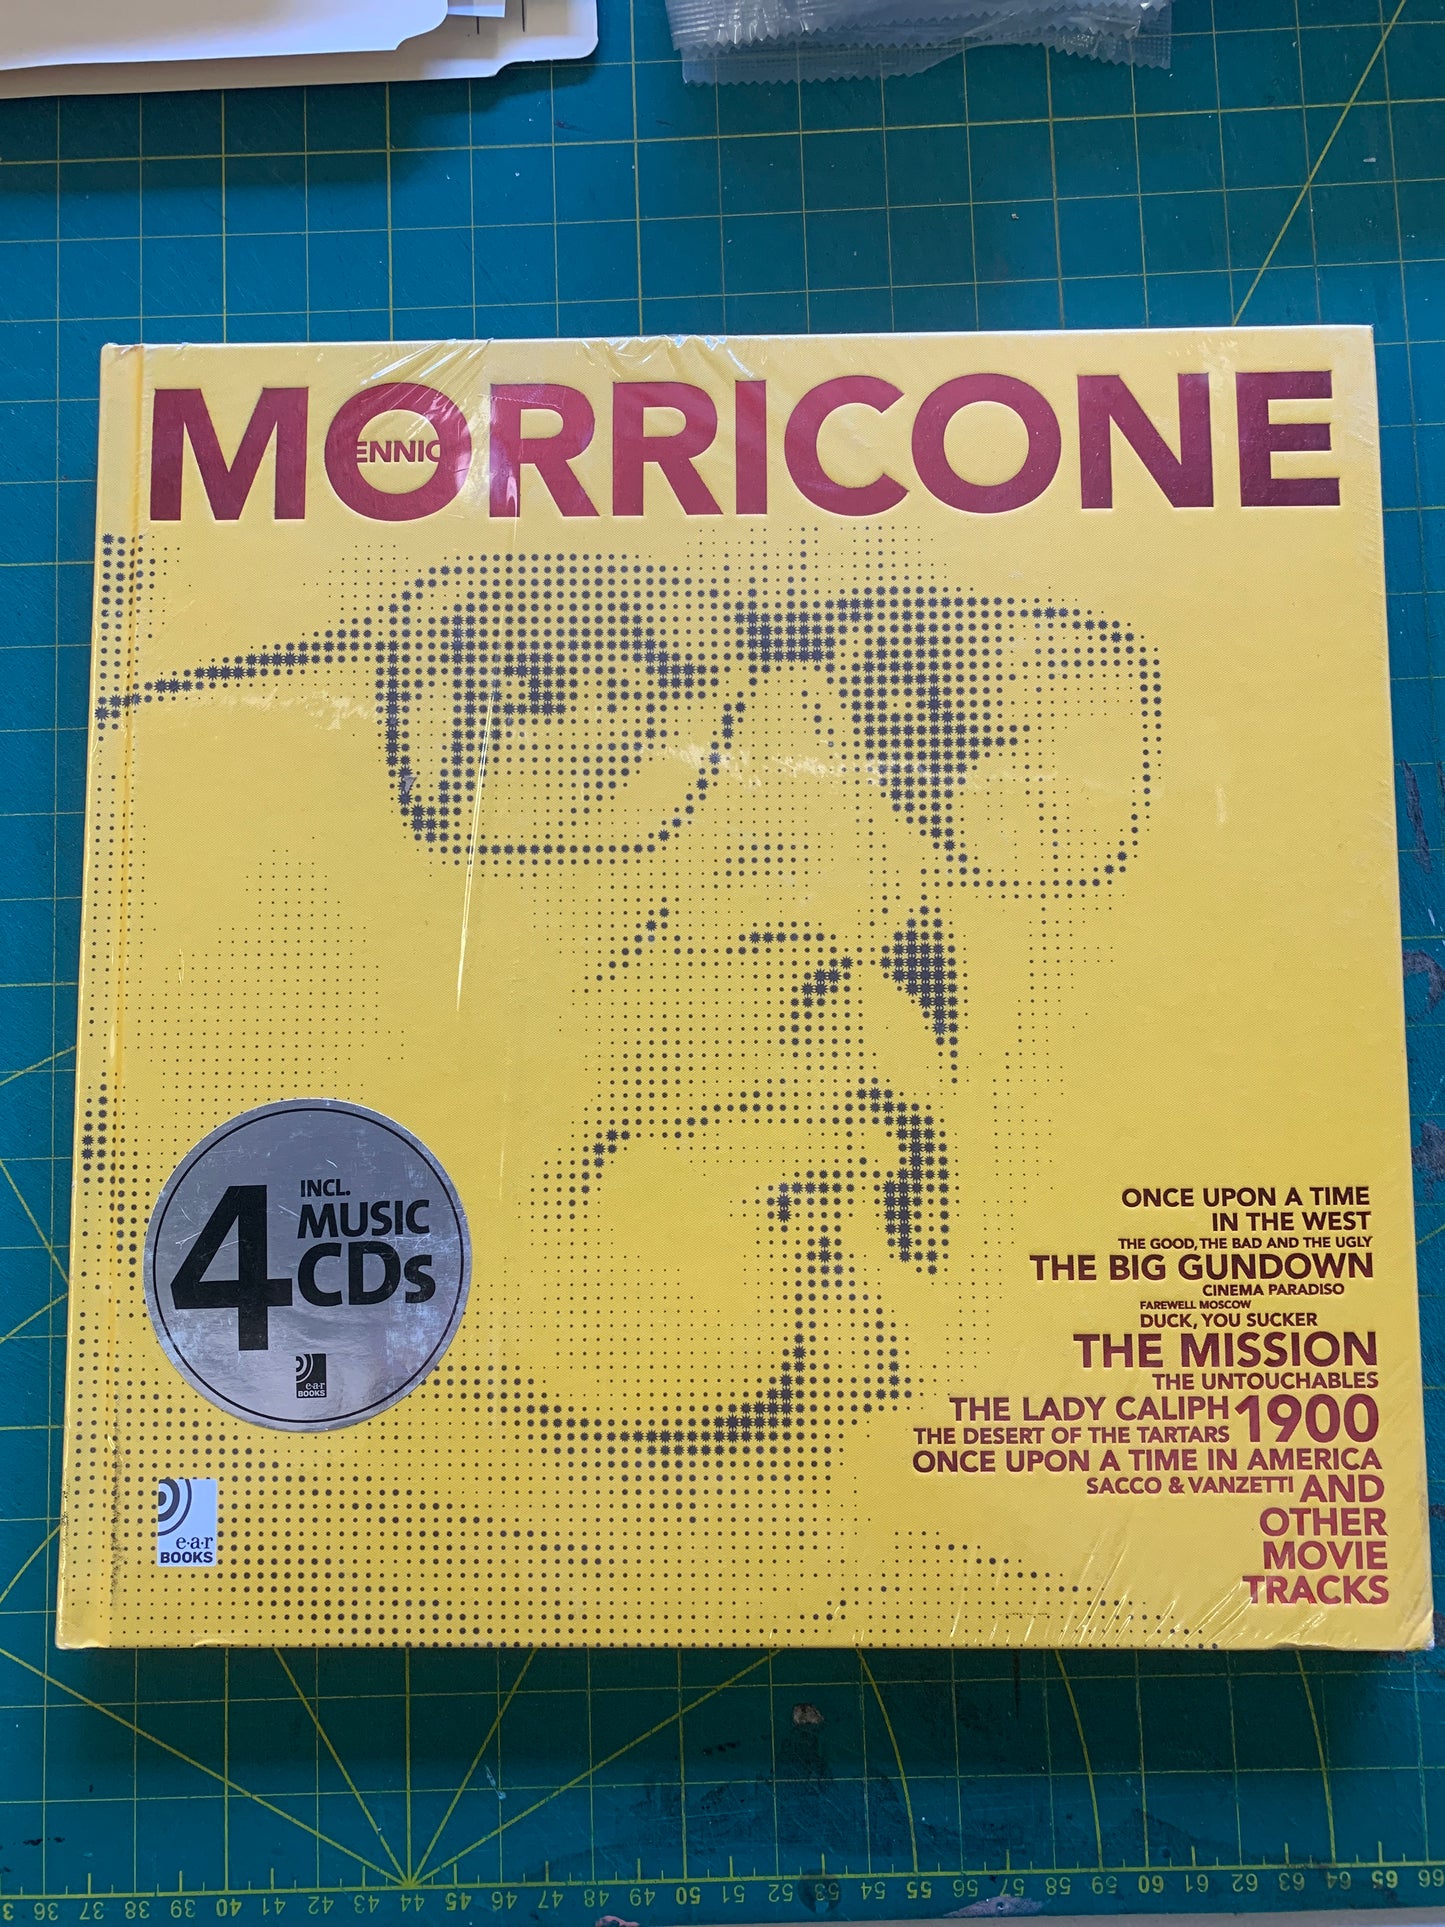 MORRICONE
ENNIO
4 INCL.
MUSIC
CDs
e·a·r
BOOKS
e·a·r
BOOKS
ONCE UPON A TIME
IN THE WEST
THE GOOD, THE BAD AND THE UGLY
THE BIG GUNDOWN
CINEMA PARADISO
FAREWELL MOSCOW
DUCK, YOU SUCKER
THE MISSION
THE UNTOUCHABLES
THE LADY CALIPH 1900
THE DESERT OF THE TARTARS
ONCE UPON A TIME IN AMERICA
SACCO & VANZETTI AND
OTHER
MOVIE
TRACKS
36 37 38 39 40 41 42 43 44 45 46 47 48 49 50 51 52 53 54 55 56 57 58 59 60 61 62 63 64 65 66